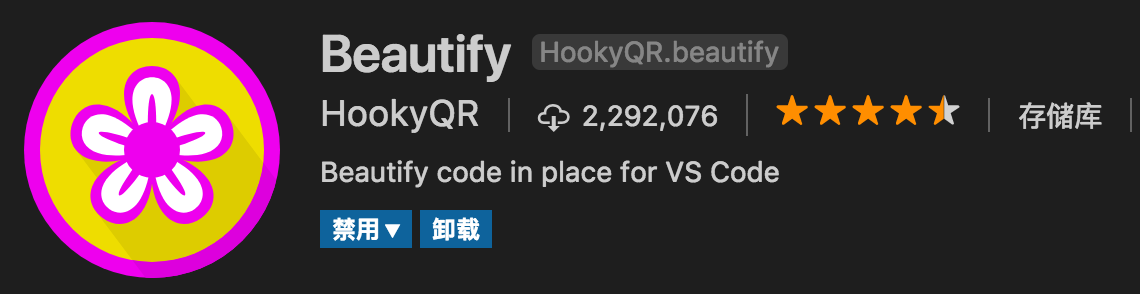 Beautify HookyQR.beautify
HookyQR 2,292,076 存储库
Beautify code in place for VS Code
禁用 卸载